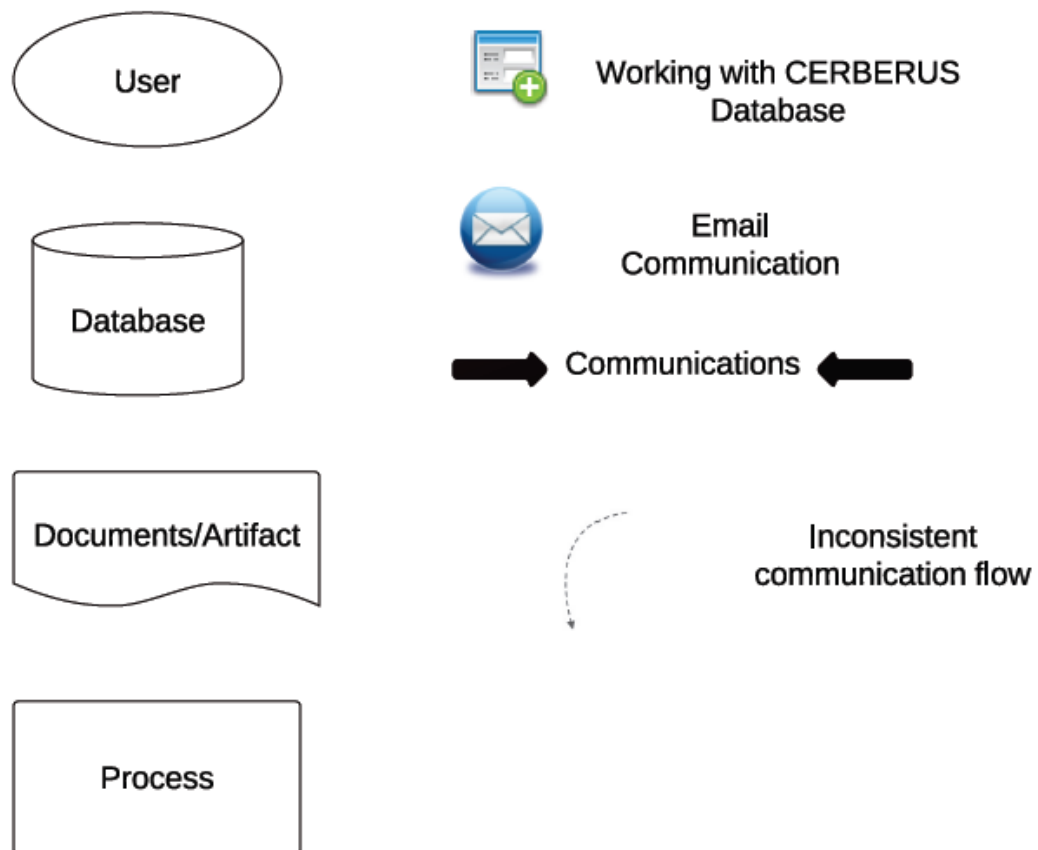 User
Working with CERBERUS
Database
Email
Communication
Database
Communications
Documents/Artifact
Inconsistent
communication flow
Process